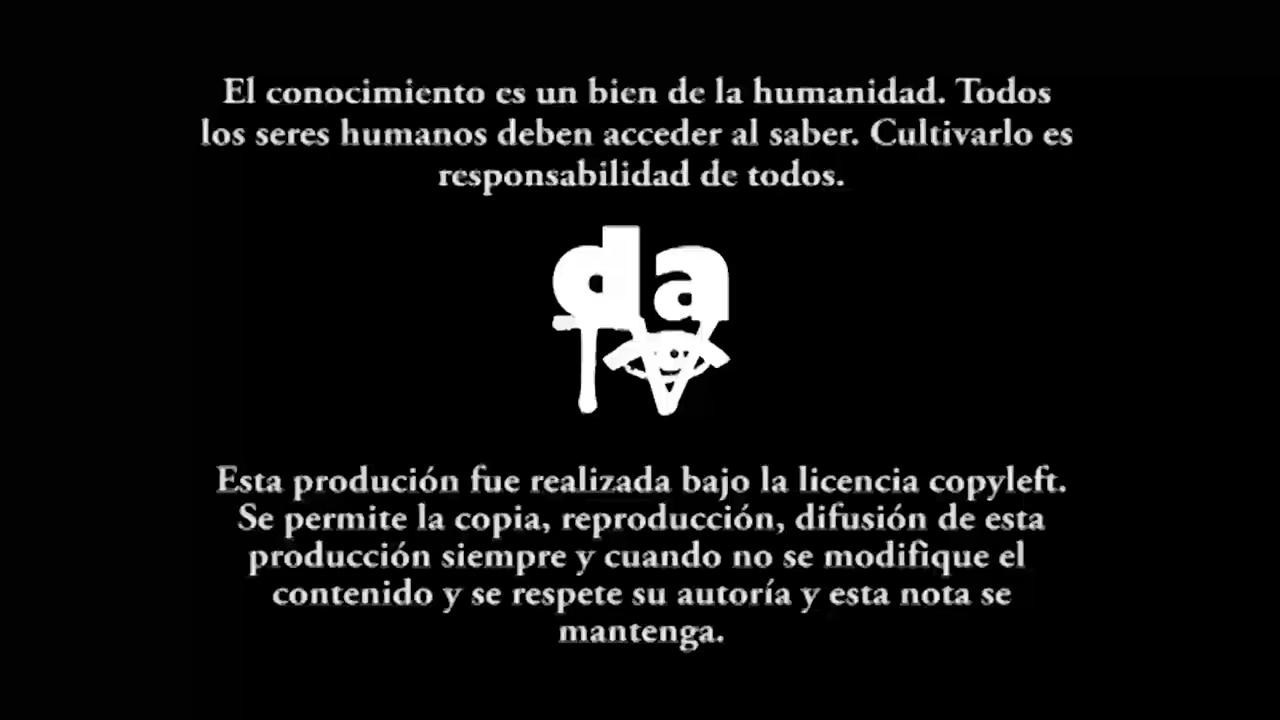 El conocimiento es un bien de la humanidad. Todos
los seres humanos deben acceder al saber. Cultivarlo es
responsabilidad de todos.
da
TV
Esta produción fue realizada bajo la licencia copyleft.
Se permite la copia, reproducción, difusión de esta
producción siempre y cuando no se modifique el
contenido y se respete su autoría y esta nota se
mantenga.